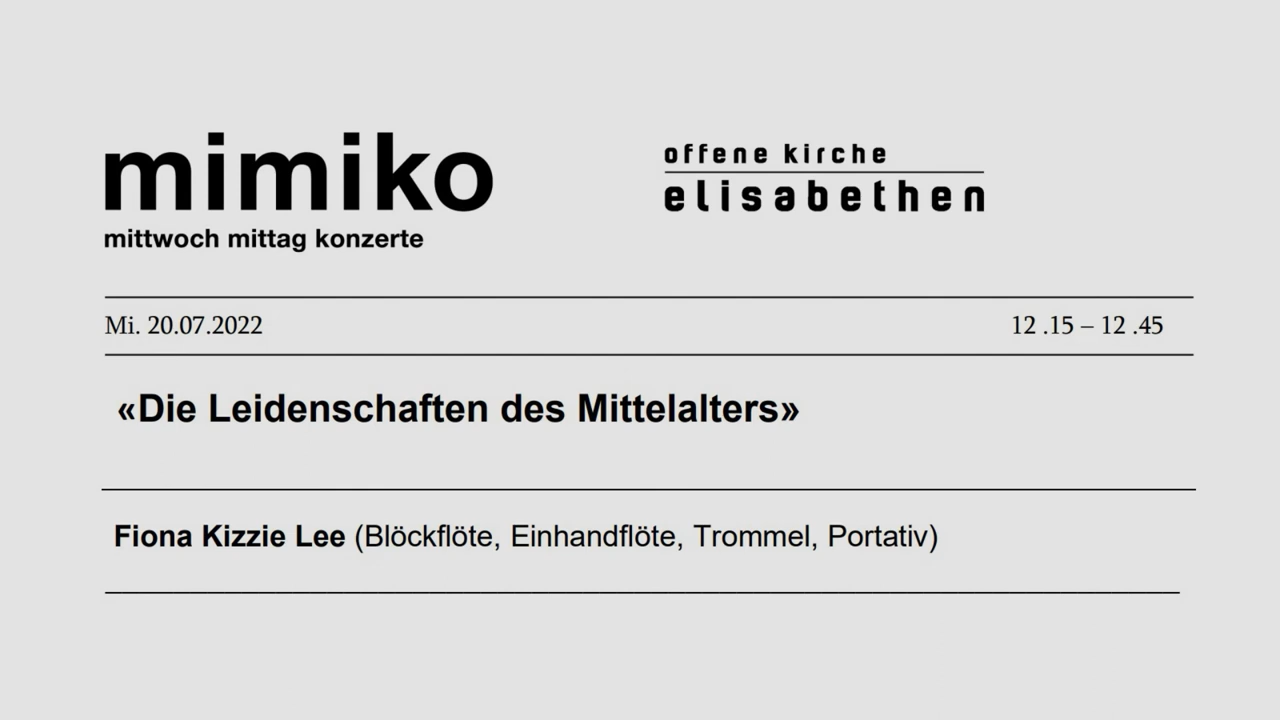 mimiko
mittwoch mittag konzerte
offene kirche
elisabethen
Mi. 20.07.2022 12 .15 – 12 .45
«Die Leidenschaften des Mittelalters»
Fiona Kizzie Lee (Blöckflöte, Einhandflöte, Trommel, Portativ)